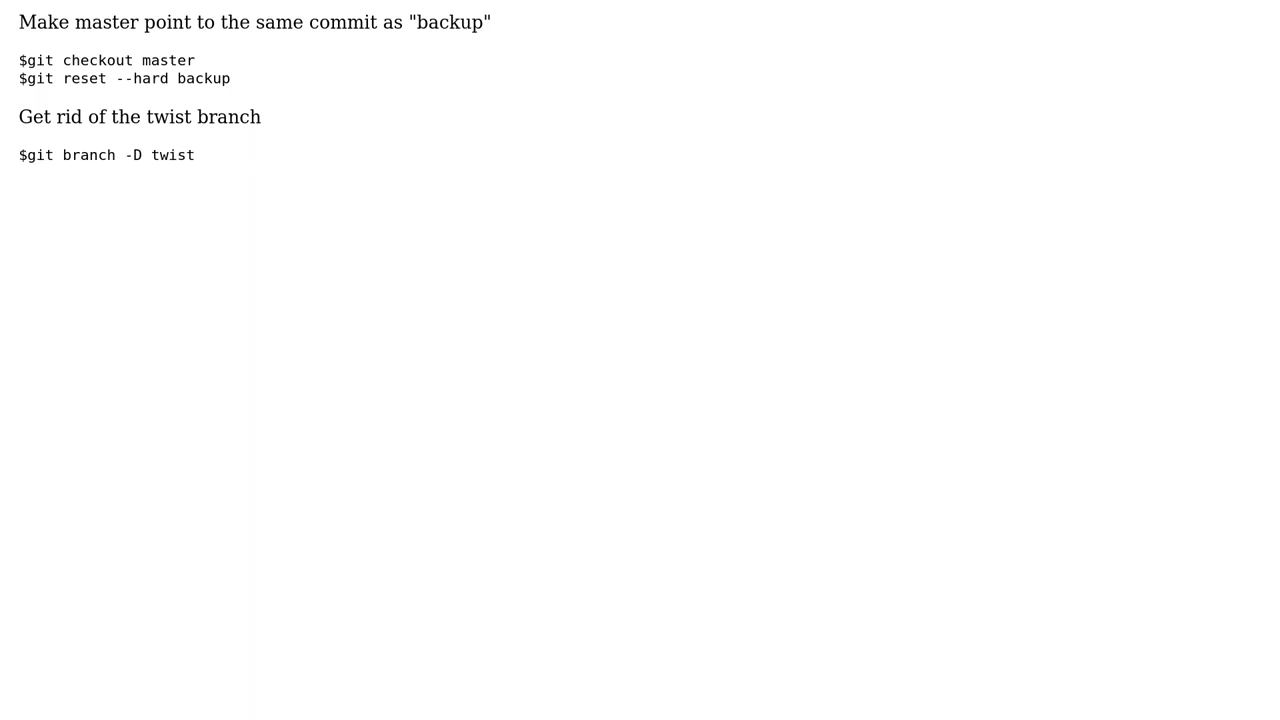 Make master point to the same commit as "backup"
$git checkout master
$git reset --hard backup
Get rid of the twist branch
$git branch -D twist